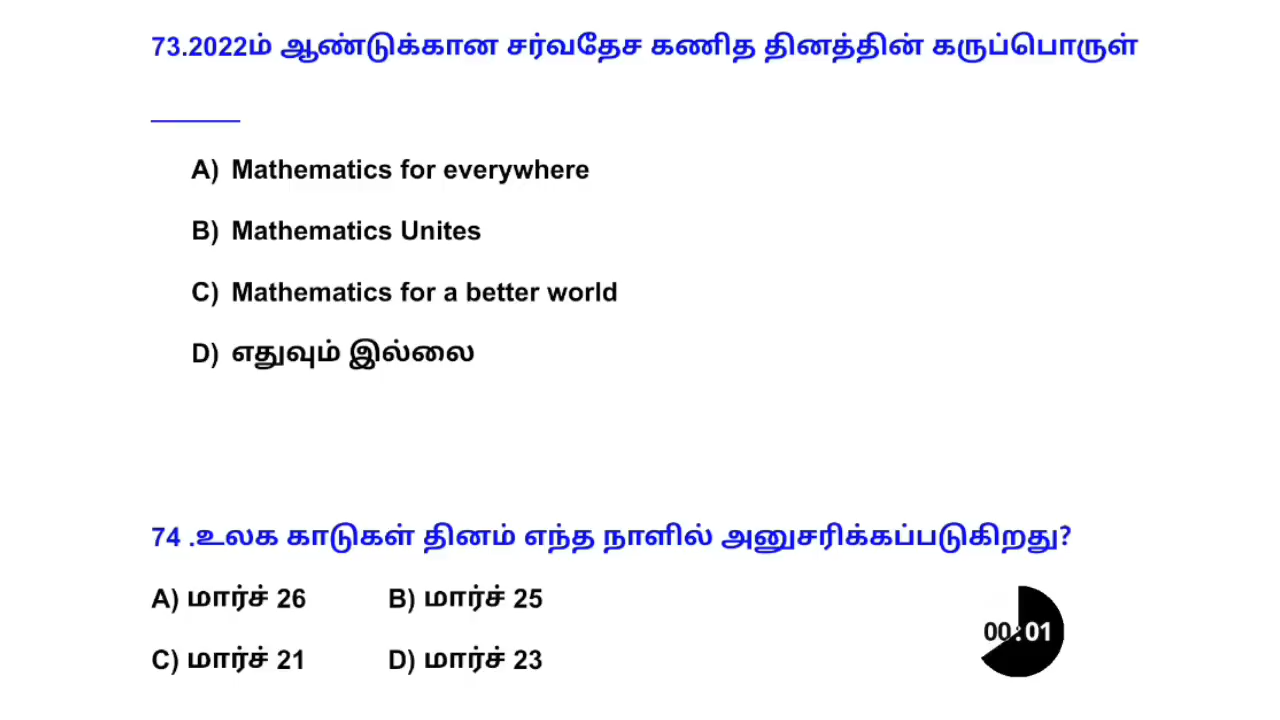 73.2022ம் ஆண்டுக்கான சர்வதேச கணித தினத்தின் கருப்பொருள்
______
A) Mathematics for everywhere
B) Mathematics Unites
C) Mathematics for a better world
D) எதுவும் இல்லை
74 .உலக காடுகள் தினம் எந்த நாளில் அனுசரிக்கப்படுகிறது?
A) மார்ச் 26 B) மார்ச் 25
00:01
C) மார்ச் 21 D) மார்ச் 23